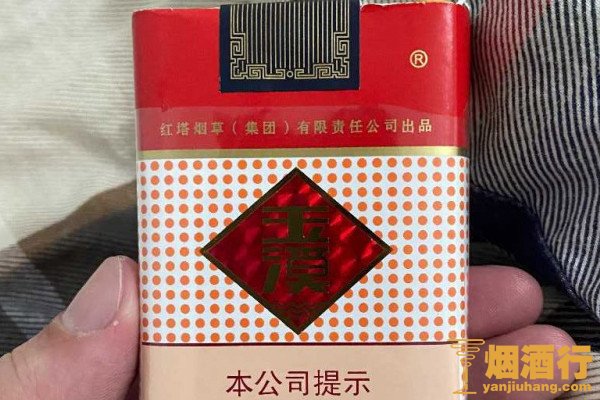 ®
红塔烟草（集团）有限责任公司出品
玉溪
本公司提示
烟酒行
yanjiuhang.com